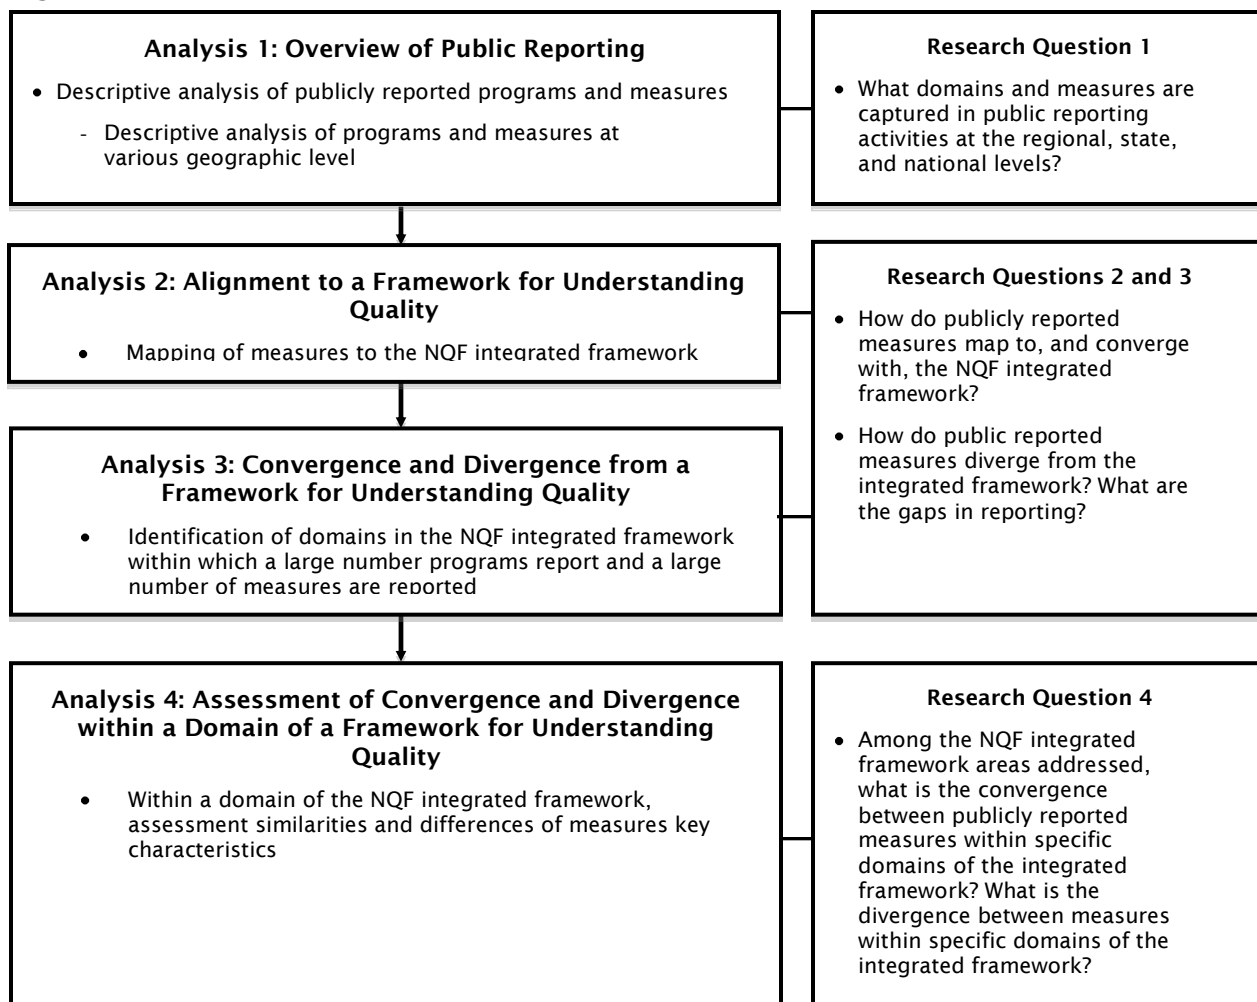 Analysis 1: Overview of Public Reporting
• Descriptive analysis of publicly reported programs and measures
- Descriptive analysis of programs and measures at
various geographic level
Research Question 1
• What domains and measures are
captured in public reporting
activities at the regional, state,
and national levels?
Analysis 2: Alignment to a Framework for Understanding
Quality
• Mapping of measures to the NQF integrated framework
Research Questions 2 and 3
• How do publicly reported
measures map to, and converge
with, the NQF integrated
framework?
• How do public reported
measures diverge from the
integrated framework? What are
the gaps in reporting?
Analysis 3: Convergence and Divergence from a
Framework for Understanding Quality
• Identification of domains in the NQF integrated framework
within which a large number programs report and a large
number of measures are reported
Analysis 4: Assessment of Convergence and Divergence
within a Domain of a Framework for Understanding
Quality
• Within a domain of the NQF integrated framework,
assessment similarities and differences of measures key
characteristics
Research Question 4
• Among the NQF integrated
framework areas addressed,
what is the convergence
between publicly reported
measures within specific
domains of the integrated
framework? What is the
divergence between measures
within specific domains of the
integrated framework?